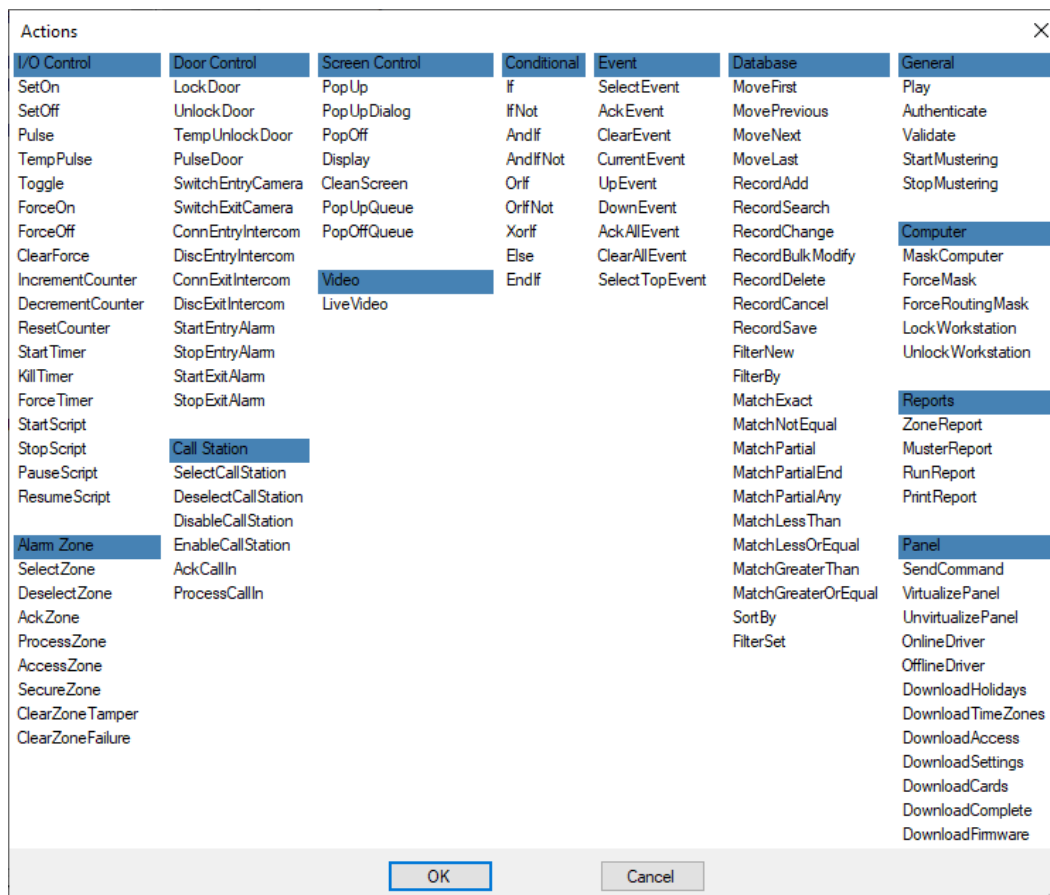 Actions
I/O Control
SetOn
SetOff
Pulse
TempPulse
Toggle
ForceOn
ForceOff
ClearForce
IncrementCounter
DecrementCounter
ResetCounter
StartTimer
KillTimer
ForceTimer
StartScript
StopScript
PauseScript
ResumeScript
Alarm Zone
SelectZone
DeselectZone
AckZone
ProcessZone
AccessZone
SecureZone
ClearZoneTamper
ClearZoneFailure
Door Control
LockDoor
UnlockDoor
TempUnlockDoor
PulseDoor
SwitchEntryCamera
SwitchExitCamera
ConnEntryIntercom
DiscEntryIntercom
ConnExitIntercom
DiscExitIntercom
StartEntryAlarm
StopEntryAlarm
StartExitAlarm
StopExitAlarm
Call Station
SelectCallStation
DeselectCallStation
DisableCallStation
EnableCallStation
AckCallIn
ProcessCallIn
Screen Control
PopUp
PopUpDialog
PopOff
Display
CleanScreen
PopUpQueue
PopOffQueue
Video
LiveVideo
Conditional
If
IfNot
AndIf
AndIfNot
OrIf
OrIfNot
XorIf
Else
EndIf
Event
SelectEvent
AckEvent
ClearEvent
CurrentEvent
UpEvent
DownEvent
AckAllEvent
ClearAllEvent
SelectTopEvent
Database
MoveFirst
MovePrevious
MoveNext
MoveLast
RecordAdd
RecordSearch
RecordChange
RecordBulkModify
RecordDelete
RecordCancel
RecordSave
FilterNew
FilterBy
MatchExact
MatchNotEqual
MatchPartial
MatchPartialEnd
MatchPartialAny
MatchLessThan
MatchLessOrEqual
MatchGreaterThan
MatchGreaterOrEqual
SortBy
FilterSet
General
Play
Authenticate
Validate
StartMustering
StopMustering
Computer
MaskComputer
ForceMask
ForceRoutingMask
LockWorkstation
UnlockWorkstation
Reports
ZoneReport
MusterReport
RunReport
PrintReport
Panel
SendCommand
VirtualizePanel
UnvirtualizePanel
OnlineDriver
OfflineDriver
DownloadHolidays
DownloadTimeZones
DownloadAccess
DownloadSettings
DownloadCards
DownloadComplete
DownloadFirmware
OK
Cancel